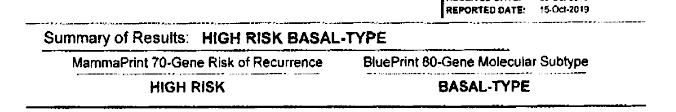 REPORTED DATE: 15-Oct-2019
Summary of Results: HIGH RISK BASAL-TYPE
MammaPrint 70-Gene Risk of Recurrence BluePrint 80-Gene Molecular Subtype
HIGH RISK BASAL-TYPE